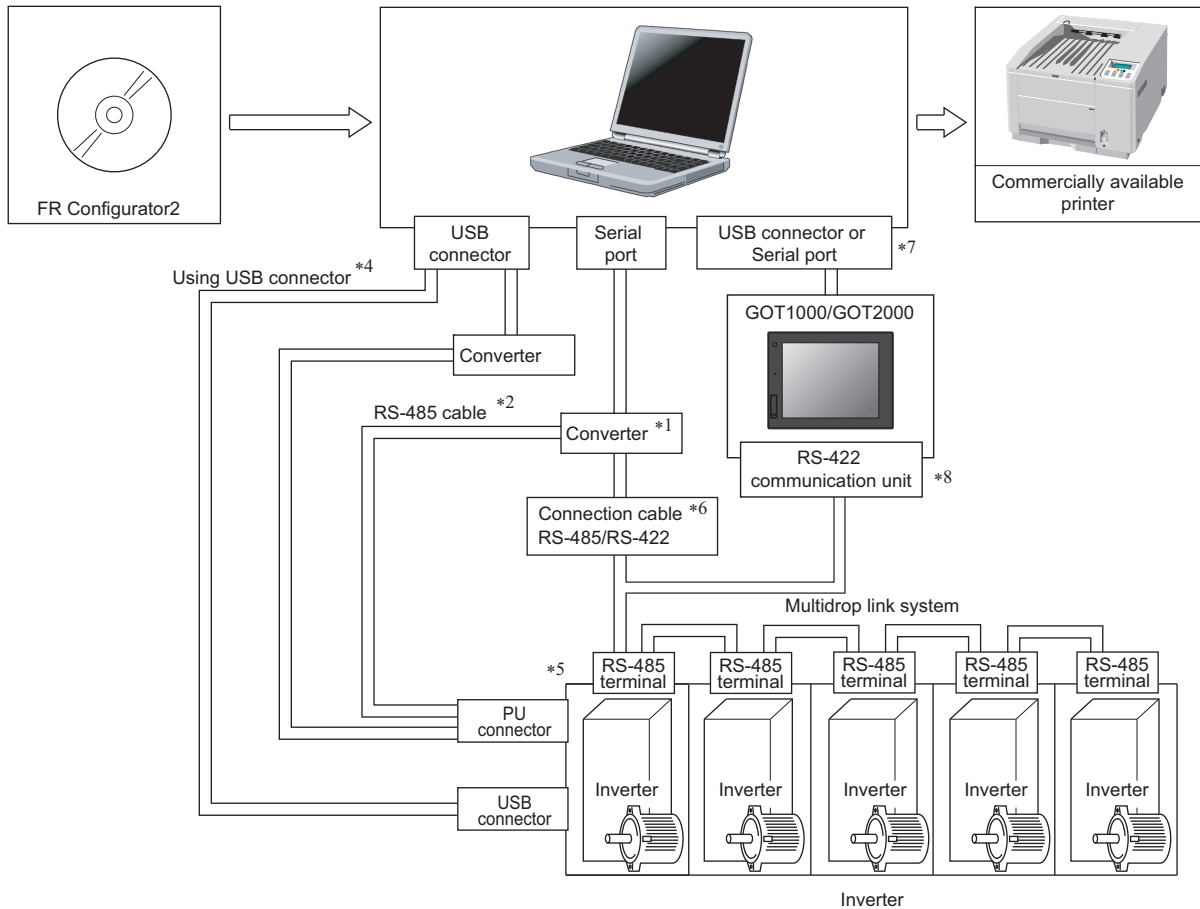 FR Configurator2
Commercially available
printer
USB
connector
Serial
port
USB connector or
Serial port
*7
Using USB connector *4
GOT1000/GOT2000
Converter
RS-485 cable *2
Converter *1
RS-422
communication unit
*8
Connection cable *6
RS-485/RS-422
Multidrop link system
*5
RS-485
terminal
RS-485
terminal
RS-485
terminal
RS-485
terminal
RS-485
terminal
PU
connector
USB
connector
Inverter
Inverter
Inverter
Inverter
Inverter
Inverter